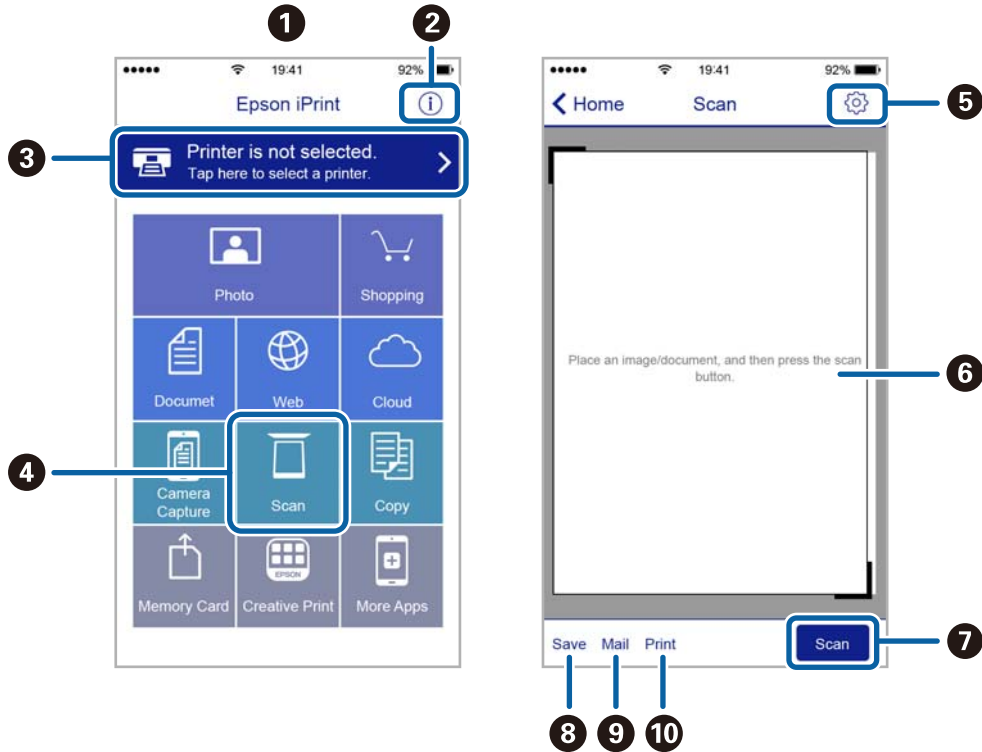 1
2
19:41
92%
Epson iPrint
3
Printer is not selected.
Tap here to select a printer.
Photo
Shopping
Documet
Web
Cloud
4
Camera
Capture
Scan
Copy
EPSON
Memory Card
Creative Print
More Apps
19:41
92%
Home
Scan
5
Place an image/document, and then press the scan
button.
6
Save
Mail
Print
Scan
7
8
9
10